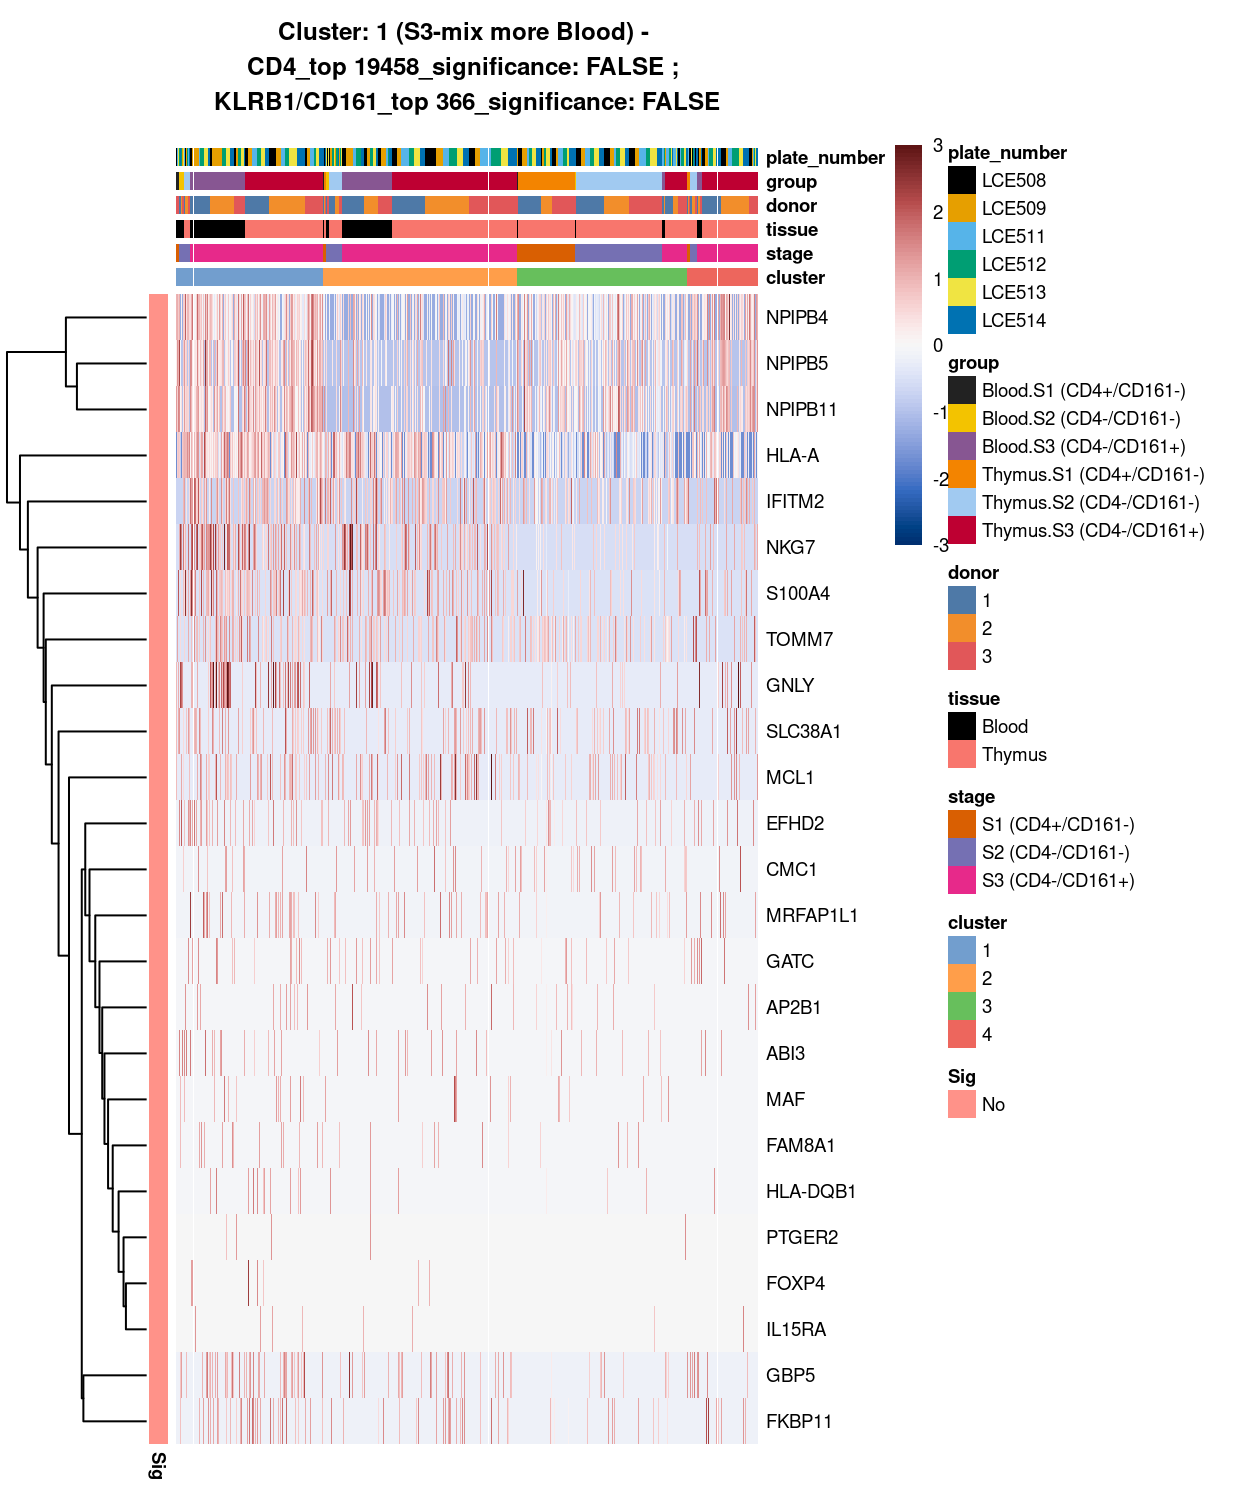 Cluster: 1 (S3-mix more Blood) -
CD4_top 19458_significance: FALSE ;
KLRB1/CD161_top 366_significance: FALSE
plate_number
group
donor
tissue
stage
cluster
NPIPB4
NPIPB5
NPIPB11
HLA-A
IFITM2
NKG7
S100A4
TOMM7
GNLY
SLC38A1
MCL1
EFHD2
CMC1
MRFAP1L1
GATC
AP2B1
ABI3
MAF
FAM8A1
HLA-DQB1
PTGER2
FOXP4
IL15RA
GBP5
FKBP11
Sig
3
2
1
0
-1
-2
-3
plate_number
LCE508
LCE509
LCE511
LCE512
LCE513
LCE514
group
Blood.S1 (CD4+/CD161-)
Blood.S2 (CD4-/CD161-)
Blood.S3 (CD4-/CD161+)
Thymus.S1 (CD4+/CD161-)
Thymus.S2 (CD4-/CD161-)
Thymus.S3 (CD4-/CD161+)
donor
1
2
3
tissue
Blood
Thymus
stage
S1 (CD4+/CD161-)
S2 (CD4-/CD161-)
S3 (CD4-/CD161+)
cluster
1
2
3
4
Sig
No